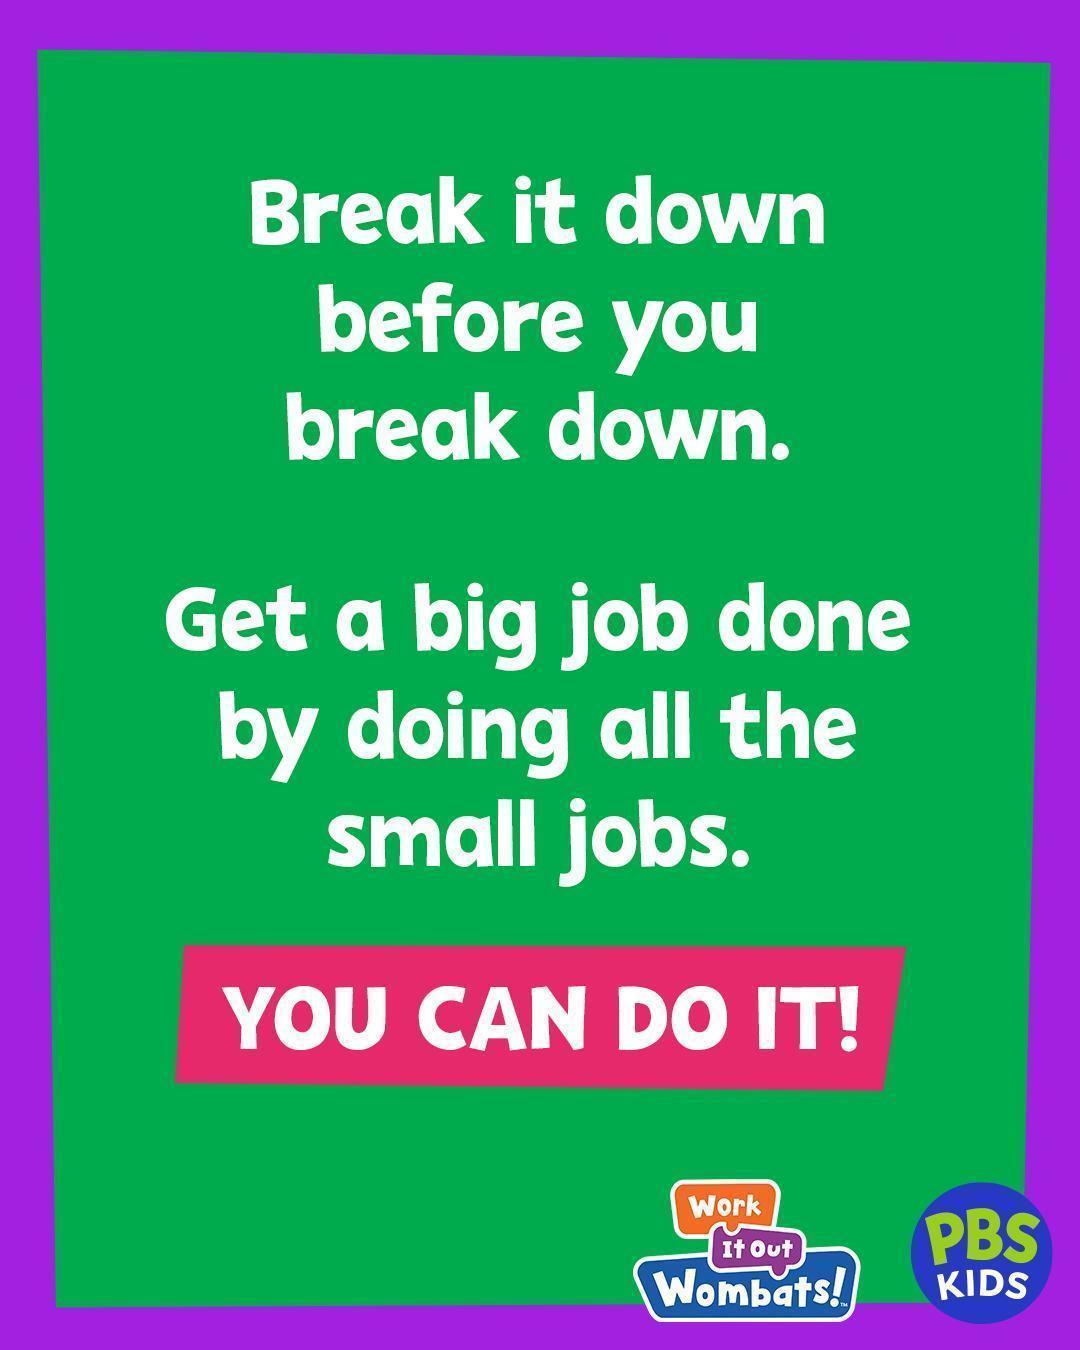 Break it down
before you
break down.
Get a big job done
by doing all the
small jobs.
YOU CAN DO IT!
Work
It Out
Wombats!™
PBS
KIDS